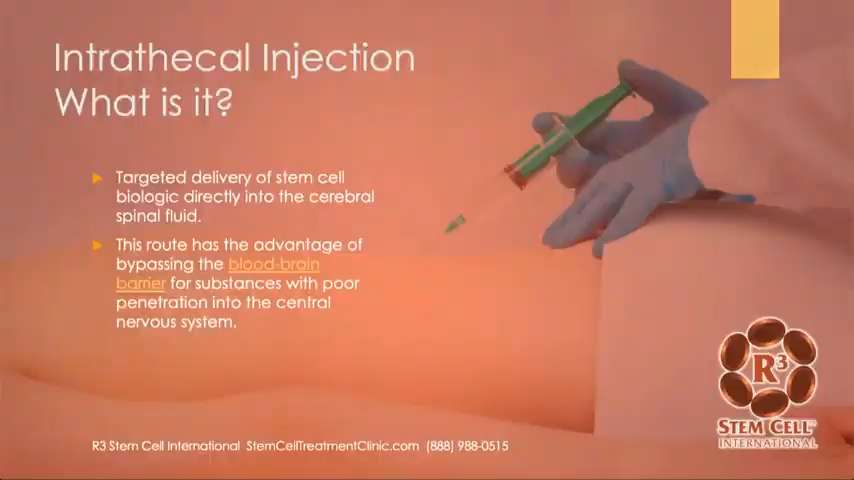 Intrathecal Injection
What is it?
Targeted delivery of stem cell
biologic directly into the cerebral
spinal fluid.
This route has the advantage of
bypassing the blood-brain
barrier for substances with poor
penetration into the central
nervous system.
R3 Stem Cell International StemCellTreatmentClinic.com (888) 988-0515
R3
STEM CELL
INTERNATIONAL